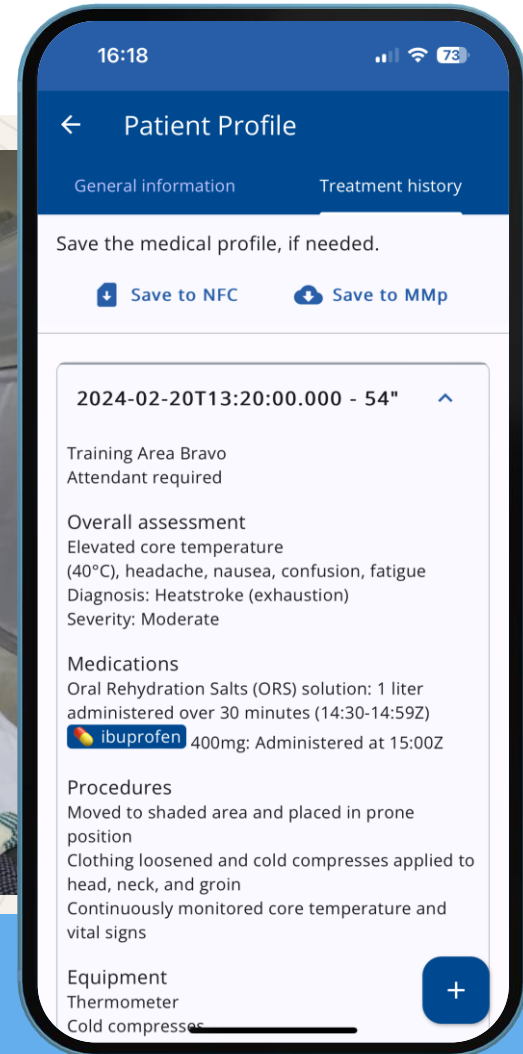 16:18
73
Patient Profile
General information
Treatment history
Save the medical profile, if needed.
Save to NFC
Save to MMp
2024-02-20T13:20:00.000 - 54"
Training Area Bravo
Attendant required
Overall assessment
Elevated core temperature
(40°C), headache, nausea, confusion, fatigue
Diagnosis: Heatstroke (exhaustion)
Severity: Moderate
Medications
Oral Rehydration Salts (ORS) solution: 1 liter
administered over 30 minutes (14:30-14:59Z)
ibuprofen 400mg: Administered at 15:00Z
Procedures
Moved to shaded area and placed in prone
position
Clothing loosened and cold compresses applied to
head, neck, and groin
Continuously monitored core temperature and
vital signs
Equipment
Thermometer
Cold compresses